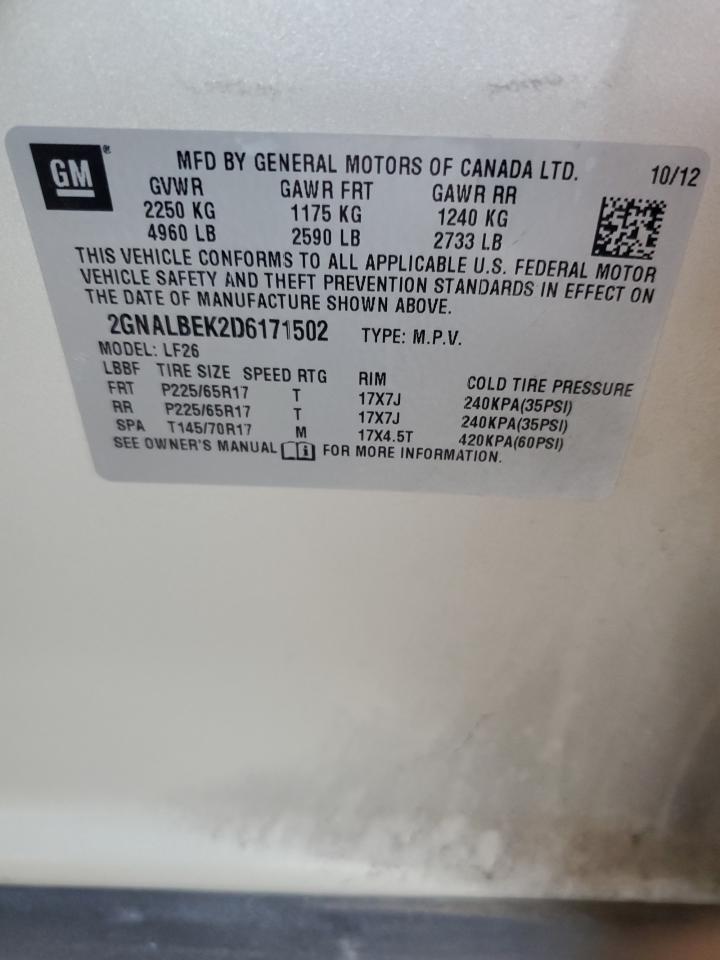 GM®
MFD BY GENERAL MOTORS OF CANADA LTD. 10/12
GVWR GAWR FRT GAWR RR
2250 KG 1175 KG 1240 KG
4960 LB 2590 LB 2733 LB
THIS VEHICLE CONFORMS TO ALL APPLICABLE U.S. FEDERAL MOTOR
VEHICLE SAFETY AND THEFT PREVENTION STANDARDS IN EFFECT ON
THE DATE OF MANUFACTURE SHOWN ABOVE.
2GNALBEK2D6171502 TYPE: M.P.V.
MODEL: LF26
LBBF TIRE SIZE SPEED RTG RIM COLD TIRE PRESSURE
FRT P225/65R17 T 17X7J 240KPA(35PSI)
RR P225/65R17 T 17X7J 240KPA(35PSI)
SPA T145/70R17 M 17X4.5T 420KPA(60PSI)
SEE OWNER'S MANUAL i FOR MORE INFORMATION.